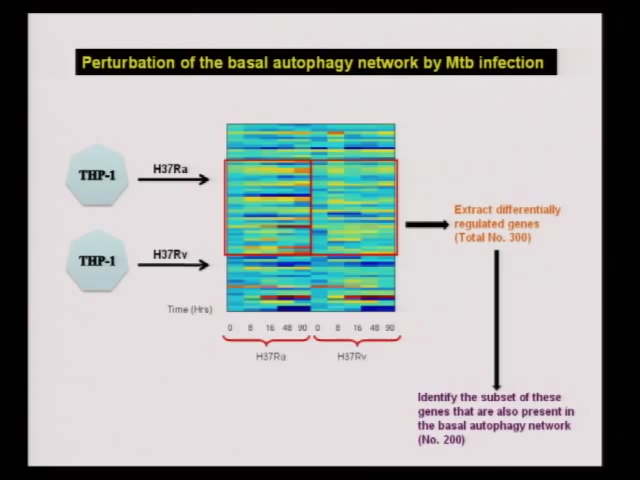 Perturbation of the basal autophagy network by Mtb infection
THP-1
H37Ra
THP-1
H37Rv
Extract differentially
regulated genes
(Total No. 300)
Time (Hrs)
0 8 16 48 90 0 8 16 48 90
H37Ra
H37Rv
Identify the subset of these
genes that are also present in
the basal autophagy network
(No. 200)